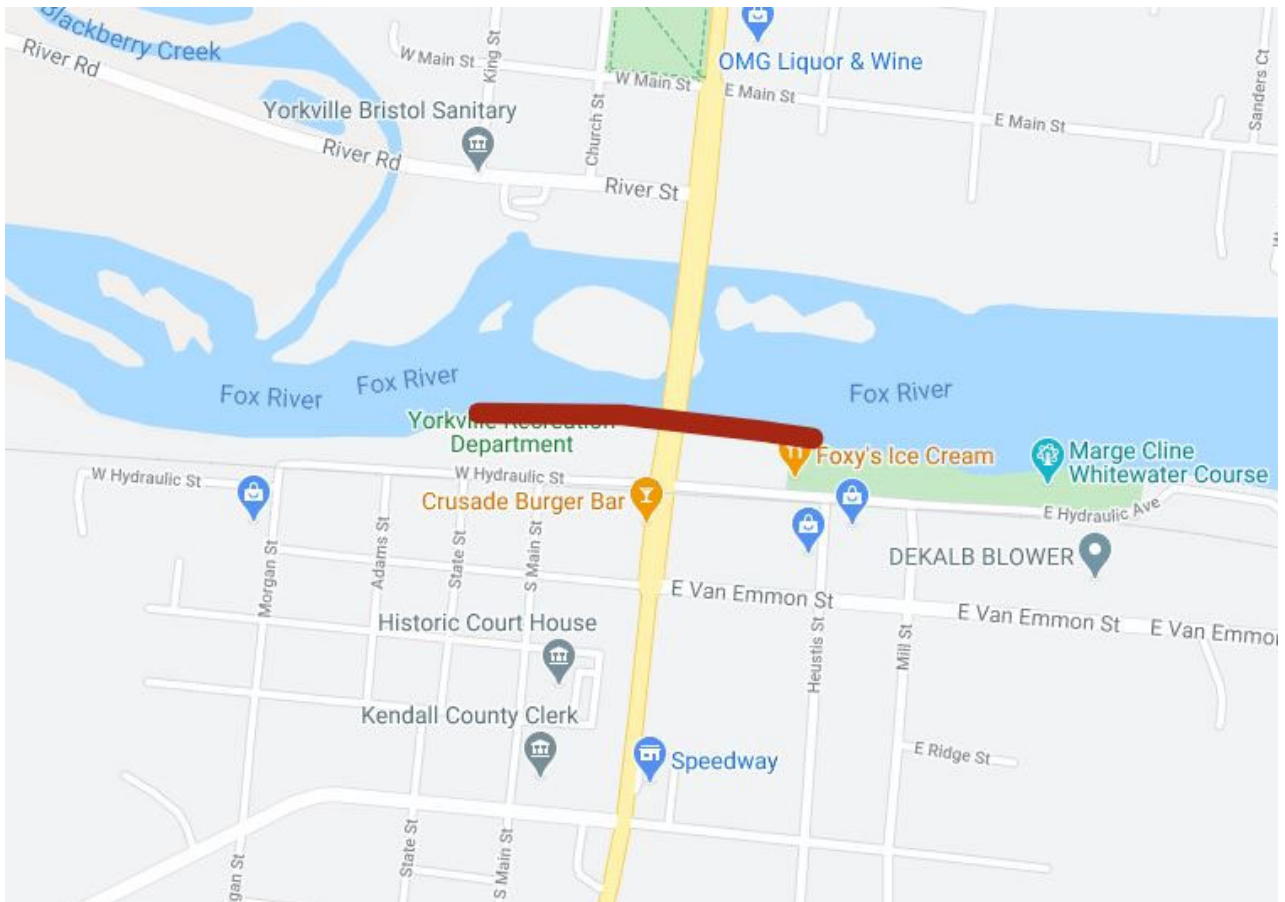 Blackberry Creek
River Rd
W Main St
King St
OMG Liquor & Wine
W Main St
E Main St
Sanders Ct
Yorkville Bristol Sanitary
Church St
E Main St
River Rd
River St
Fox River
Fox River
Fox River
Yorkville Recreation
Department
Foxy's Ice Cream
Marge Cline
Whitewater Course
W Hydraulic St
W Hydraulic St
Crusade Burger Bar
E Hydraulic Ave
Morgan St
Adams St
State St
S Main St
DEKALB BLOWER
E Van Emmon St
E Van Emmon St
E Van Emmon
Historic Court House
Heustis St
Mill St
Kendall County Clerk
Speedway
E Ridge St
State St
S Main St
gan St